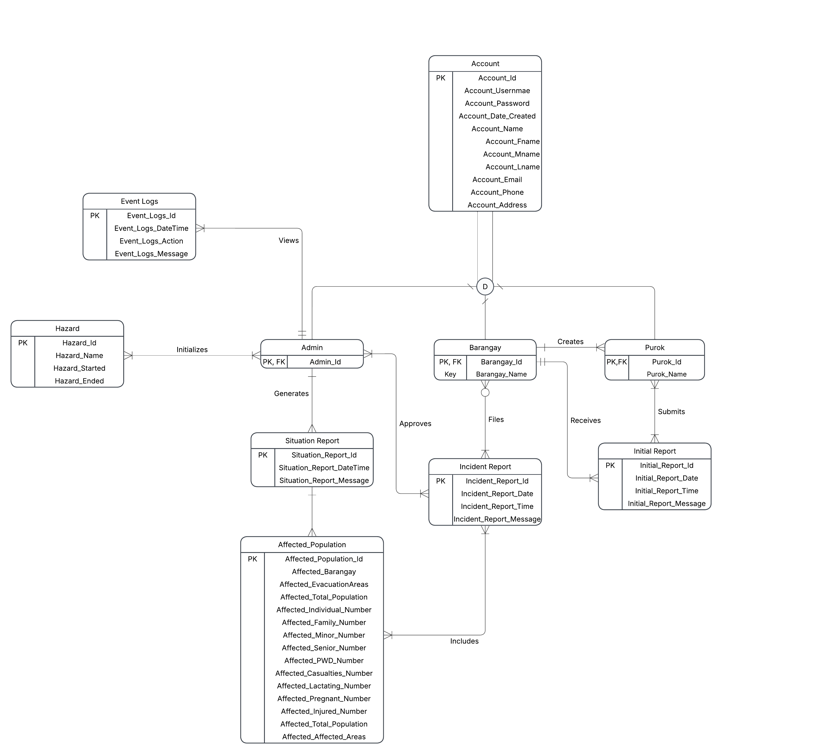 Account
PK Account_Id
Account_Usernmae
Account_Password
Account_Date_Created
Account_Name
Account_Fname
Account_Mname
Account_Lname
Account_Email
Account_Phone
Account_Address
Event Logs
PK Event_Logs_Id
Event_Logs_DateTime
Event_Logs_Action
Event_Logs_Message
Views
D
Hazard
PK Hazard_Id
Hazard_Name
Hazard_Started
Hazard_Ended
Initializes
Admin
PK, FK Admin_Id
Barangay
PK, FK Barangay_Id
Key Barangay_Name
Creates
Purok
PK,FK Purok_Id
Purok_Name
Generates
Approves
Files
Receives
Submits
Situation Report
PK Situation_Report_Id
Situation_Report_DateTime
Situation_Report_Message
Incident Report
PK Incident_Report_Id
Incident_Report_Date
Incident_Report_Time
Incident_Report_Message
Initial Report
PK Initial_Report_Id
Initial_Report_Date
Initial_Report_Time
Initial_Report_Message
Affected_Population
PK Affected_Population_Id
Affected_Barangay
Affected_EvacuationAreas
Affected_Total_Population
Affected_Individual_Number
Affected_Family_Number
Affected_Minor_Number
Affected_Senior_Number
Affected_PWD_Number
Affected_Casualties_Number
Affected_Lactating_Number
Affected_Pregnant_Number
Affected_Injured_Number
Affected_Total_Population
Affected_Affected_Areas
Includes